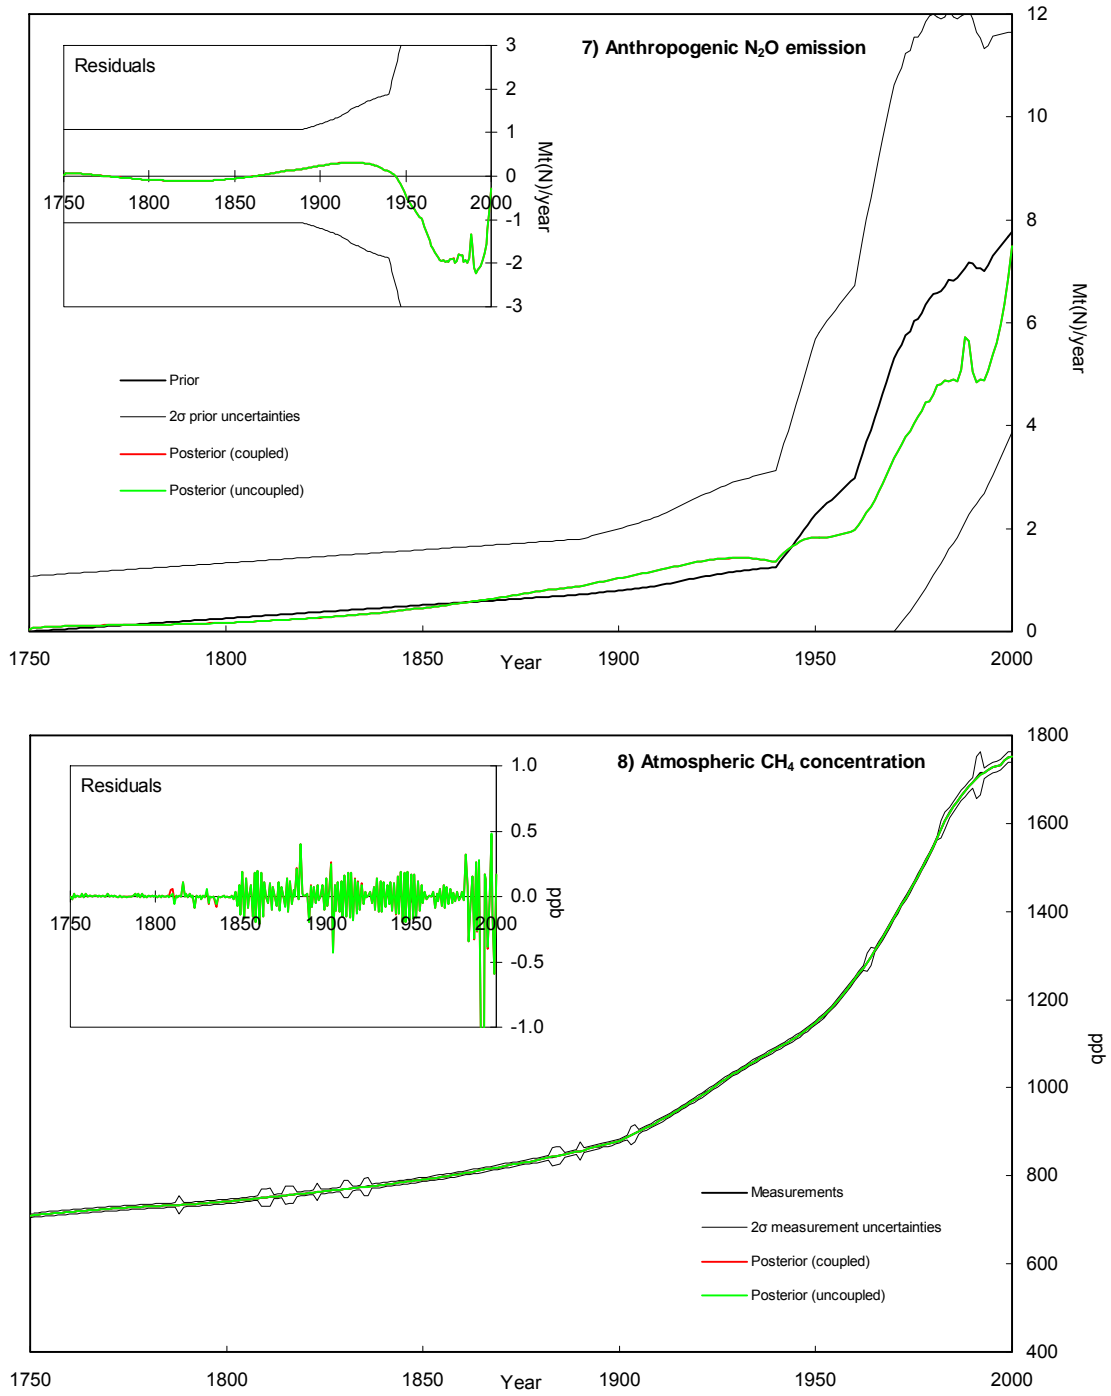 7) Anthropogenic N₂O emission
Residuals
3
2
1
0
-1
-2
-3
Mt(N)/year
1750 1800 1850 1900 1950 2000
Prior
2σ prior uncertainties
Posterior (coupled)
Posterior (uncoupled)
12
10
8
6
4
2
0
Mt(N)/year
1750 1800 1850 1900 1950 2000
Year
8) Atmospheric CH₄ concentration
Residuals
1.0
0.5
0.0
-0.5
-1.0
ppb
1750 1800 1850 1900 1950 2000
1800
1600
1400
1200
1000
800
600
400
ppb
Measurements
2σ measurement uncertainties
Posterior (coupled)
Posterior (uncoupled)
1750 1800 1850 1900 1950 2000
Year